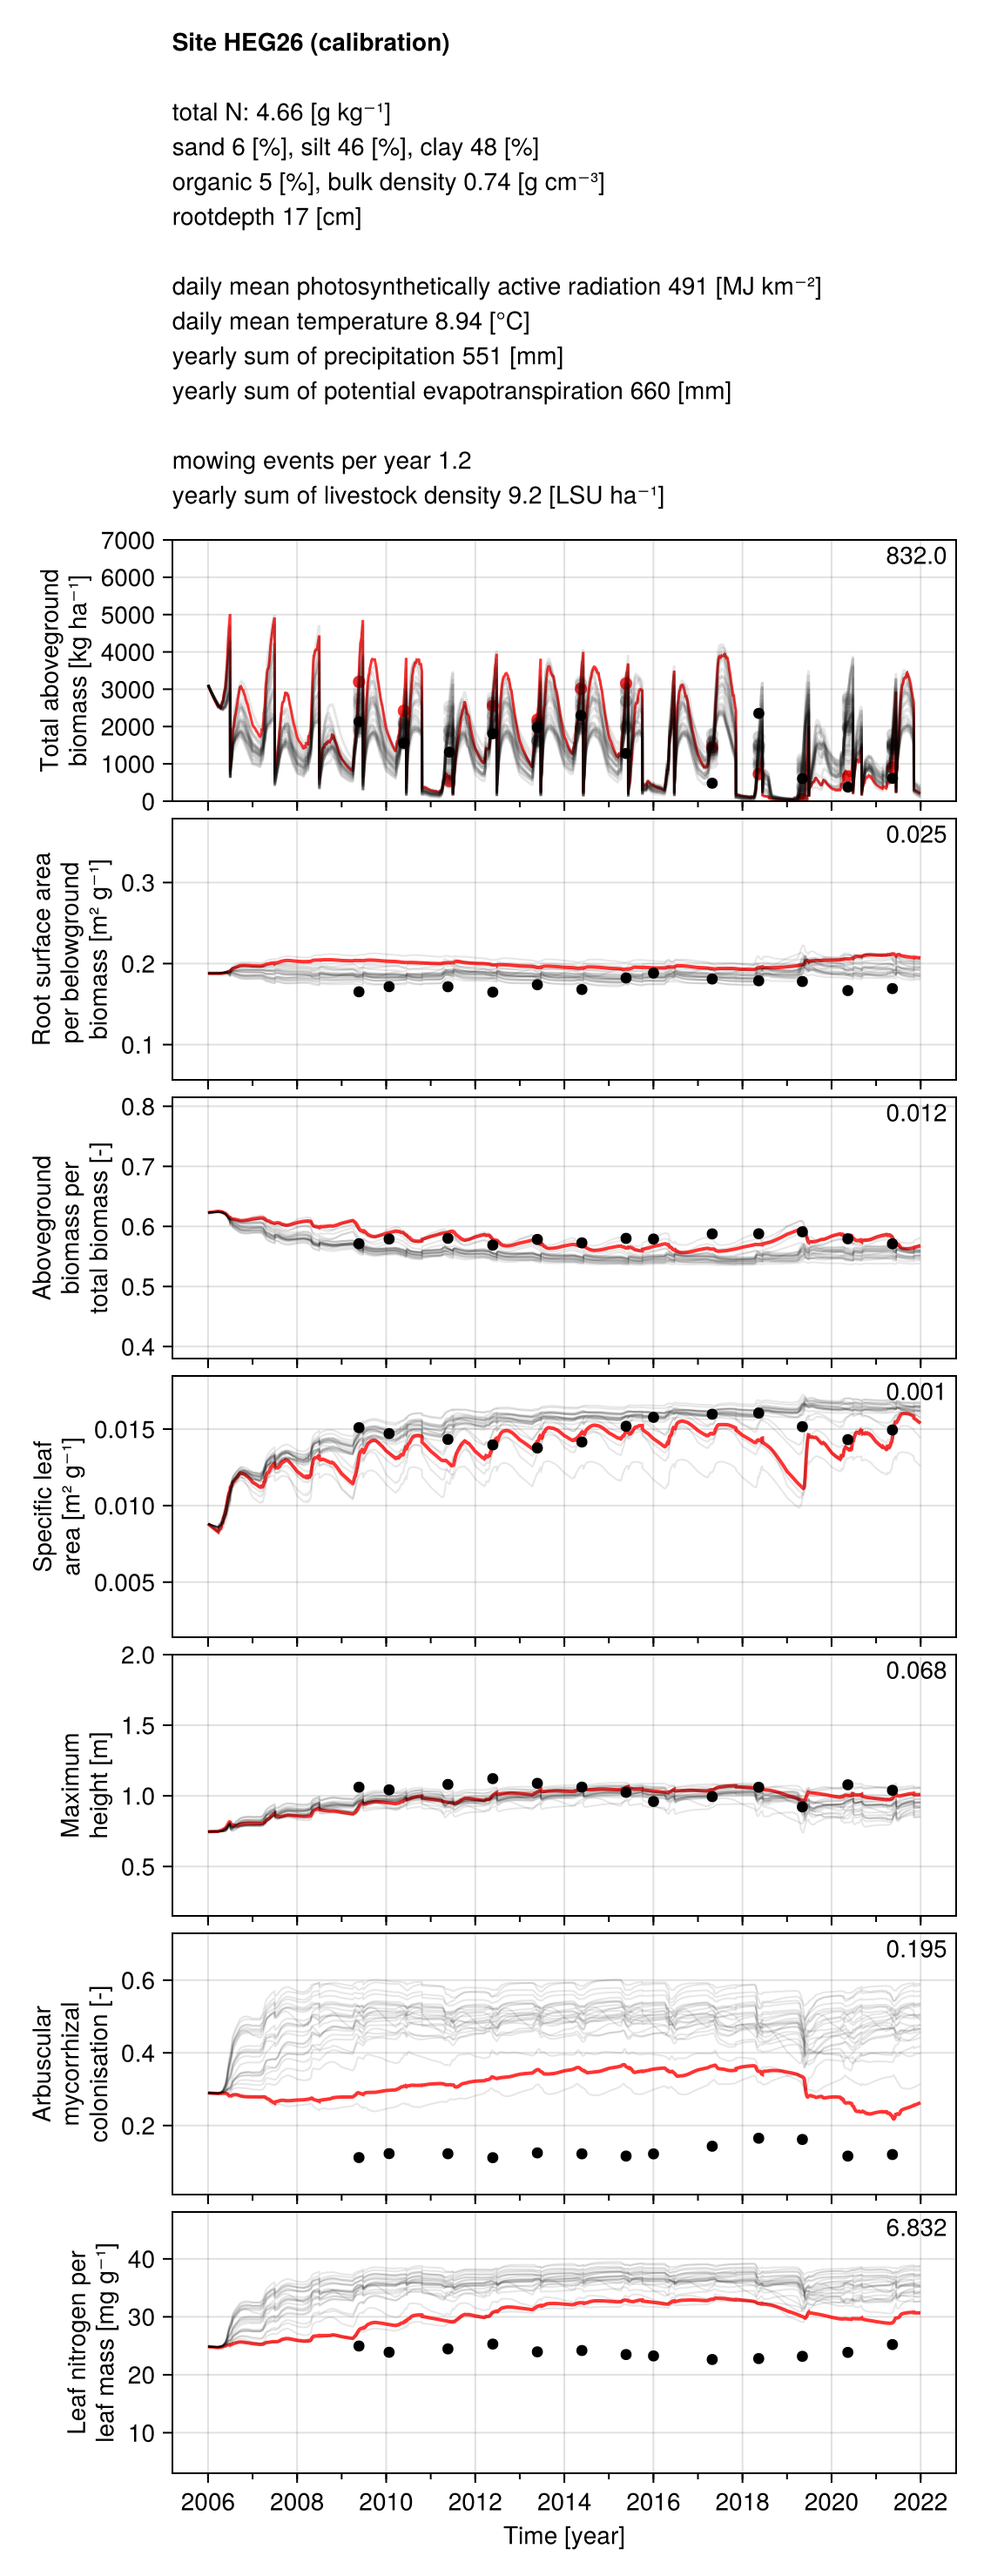 Site HEG26 (calibration)
total N: 4.66 [g kg⁻¹]
sand 6 [%], silt 46 [%], clay 48 [%]
organic 5 [%], bulk density 0.74 [g cm⁻³]
rootdepth 17 [cm]
daily mean photosynthetically active radiation 491 [MJ km⁻²]
daily mean temperature 8.94 [°C]
yearly sum of precipitation 551 [mm]
yearly sum of potential evapotranspiration 660 [mm]
mowing events per year 1.2
yearly sum of livestock density 9.2 [LSU ha⁻¹]
Total aboveground
biomass [kg ha⁻¹]
7000
6000
5000
4000
3000
2000
1000
0
832.0
Root surface area
per belowground
biomass [m² g⁻¹]
0.3
0.2
0.1
0.025
Aboveground
biomass per
total biomass [-]
0.8
0.7
0.6
0.5
0.4
0.012
Specific leaf
area [m² g⁻¹]
0.015
0.010
0.005
0.001
Maximum
height [m]
2.0
1.5
1.0
0.5
0.068
Arbuscular
mycorrhizal
colonisation [-]
0.6
0.4
0.2
0.195
Leaf nitrogen per
leaf mass [mg g⁻¹]
40
30
20
10
6.832
2006 2008 2010 2012 2014 2016 2018 2020 2022
Time [year]